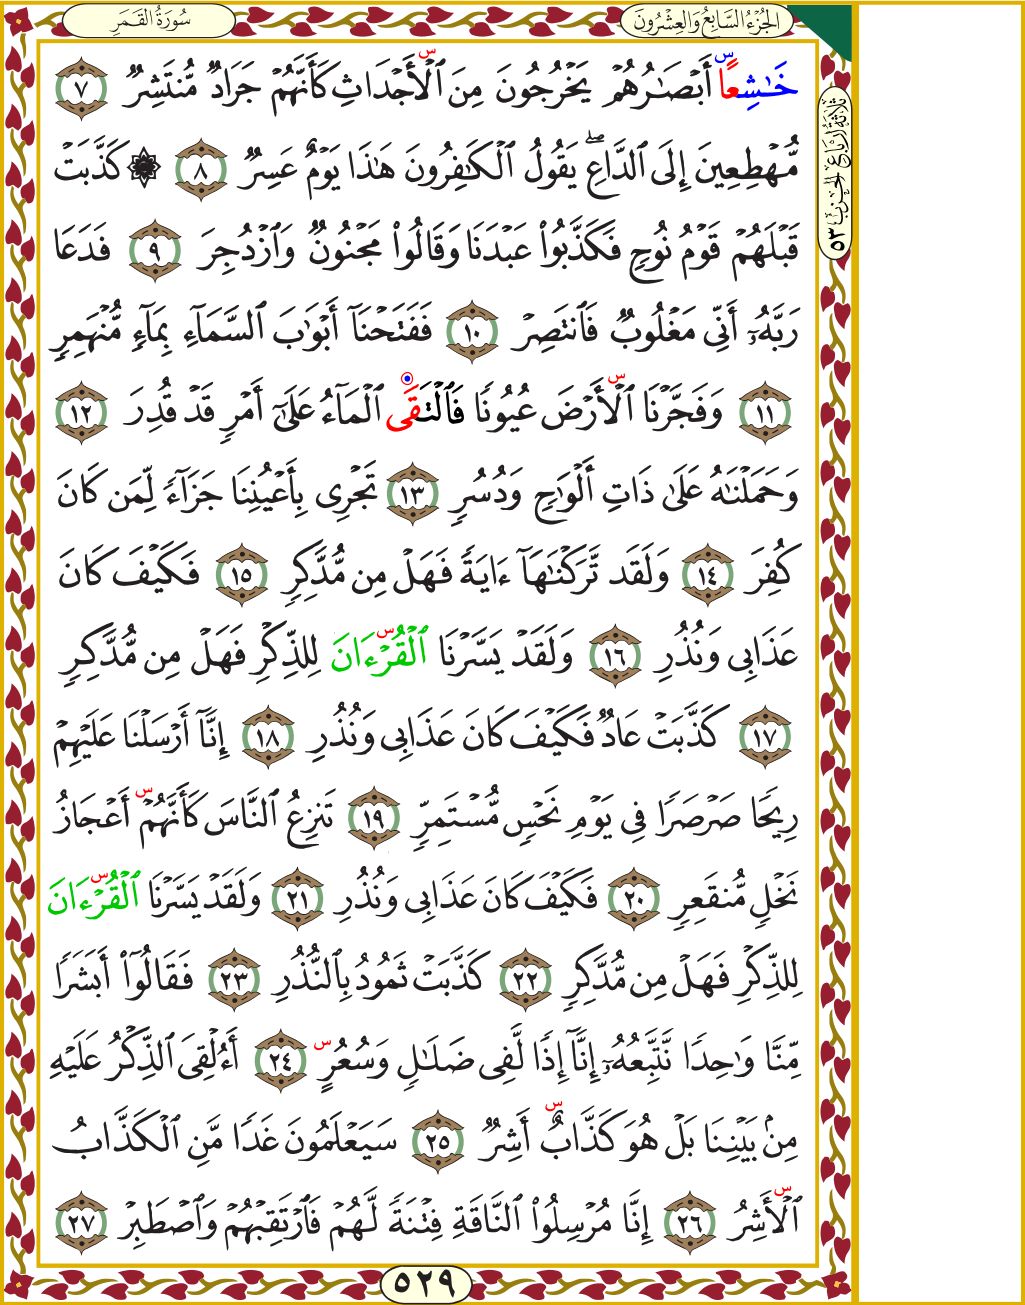 الجُزْءُ السَّابِعُ وَالعِشْرُونَ
سُورَةُ القَمَرِ
خَٰشِعًا أَبْصَٰرُهُمْ يَخْرُجُونَ مِنَ ٱلْأَجْدَاثِ كَأَنَّهُمْ جَرَادٌ مُّنتَشِرٌ ٧
مُّهْطِعِينَ إِلَى ٱلدَّاعِ ۖ يَقُولُ ٱلْكَٰفِرُونَ هَٰذَا يَوْمٌ عَسِرٌ ٨ ۞ كَذَّبَتْ
قَبْلَهُمْ قَوْمُ نُوحٍ فَكَذَّبُوا۟ عَبْدَنَا وَقَالُوا۟ مَجْنُونٌ وَٱزْدُجِرَ ٩ فَدَعَا
رَبَّهُۥٓ أَنِّى مَغْلُوبٌ فَٱنتَصِرْ ١٠ فَفَتَحْنَآ أَبْوَٰبَ ٱلسَّمَآءِ بِمَآءٍ مُّنْهَمِرٍ
١١ وَفَجَّرْنَا ٱلْأَرْضَ عُيُونًا فَٱلْتَقَى ٱلْمَآءُ عَلَىٰٓ أَمْرٍ قَدْ قُدِرَ ١٢
وَحَمَلْنَٰهُ عَلَىٰ ذَاتِ أَلْوَٰحٍ وَدُسُرٍ ١٣ تَجْرِى بِأَعْيُنِنَا جَزَآءً لِّمَن كَانَ
كُفِرَ ١٤ وَلَقَد تَّرَكْنَٰهَآ ءَايَةً فَهَلْ مِن مُّدَّكِرٍ ١٥ فَكَيْفَ كَانَ
عَذَابِى وَنُذُرِ ١٦ وَلَقَدْ يَسَّرْنَا ٱلْقُرْءَانَ لِلذِّكْرِ فَهَلْ مِن مُّدَّكِرٍ
١٧ كَذَّبَتْ عَادٌ فَكَيْفَ كَانَ عَذَابِى وَنُذُرِ ١٨ إِنَّآ أَرْسَلْنَا عَلَيْهِمْ
رِيحًا صَرْصَرًا فِى يَوْمِ نَحْسٍ مُّسْتَمِرٍّ ١٩ تَنزِعُ ٱلنَّاسَ كَأَنَّهُمْ أَعْجَازُ
نَخْلٍ مُّنقَعِرٍ ٢٠ فَكَيْفَ كَانَ عَذَابِى وَنُذُرِ ٢١ وَلَقَدْ يَسَّرْنَا ٱلْقُرْءَانَ
لِلذِّكْرِ فَهَلْ مِن مُّدَّكِرٍ ٢٢ كَذَّبَتْ ثَمُودُ بِٱلنُّذُرِ ٢٣ فَقَالُوٓا۟ أَبَشَرًا
مِّنَّا وَٰحِدًا نَّتَّبِعُهُۥٓ إِنَّآ إِذًا لَّفِى ضَلَٰلٍ وَسُعُرٍ ٢٤ أَءُلْقِىَ ٱلذِّكْرُ عَلَيْهِ
مِنۢ بَيْنِنَا بَلْ هُوَ كَذَّابٌ أَشِرٌ ٢٥ سَيَعْلَمُونَ غَدًا مَّنِ ٱلْكَذَّابُ
ٱلْأَشِرُ ٢٦ إِنَّا مُرْسِلُوا۟ ٱلنَّاقَةِ فِتْنَةً لَّهُمْ فَٱرْتَقِبْهُمْ وَٱصْطَبِرْ ٢٧
ثَلَاثَةُ أَرْبَاعِ الحِزْبِ ٥٣
٥٢٩